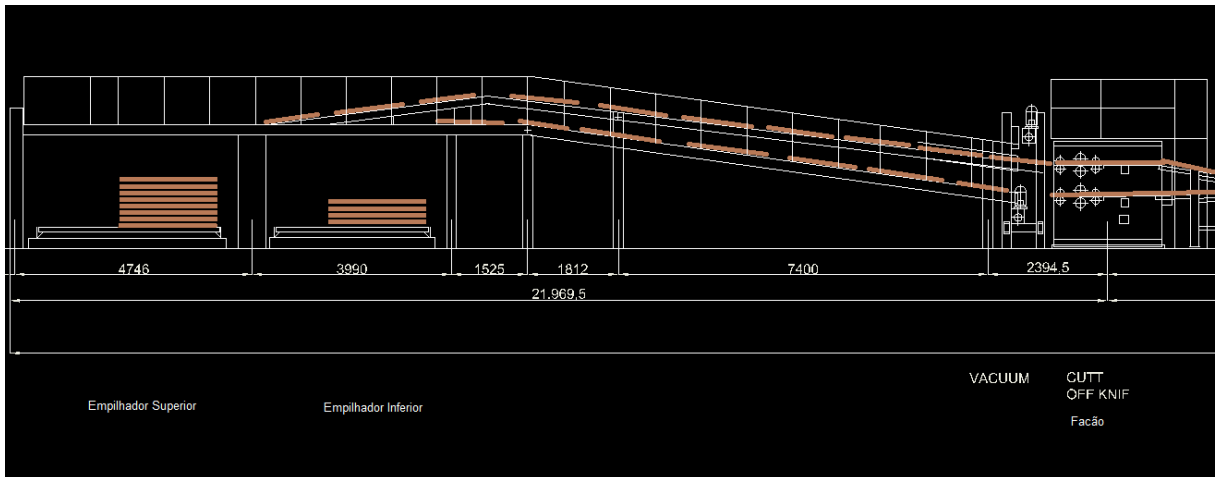 4746
3990
1525
1812
7400
2394,5
21.969,5
VACUUM
CUTT
OFF KNIF
Empilhador Superior
Empilhador Inferior
Facão